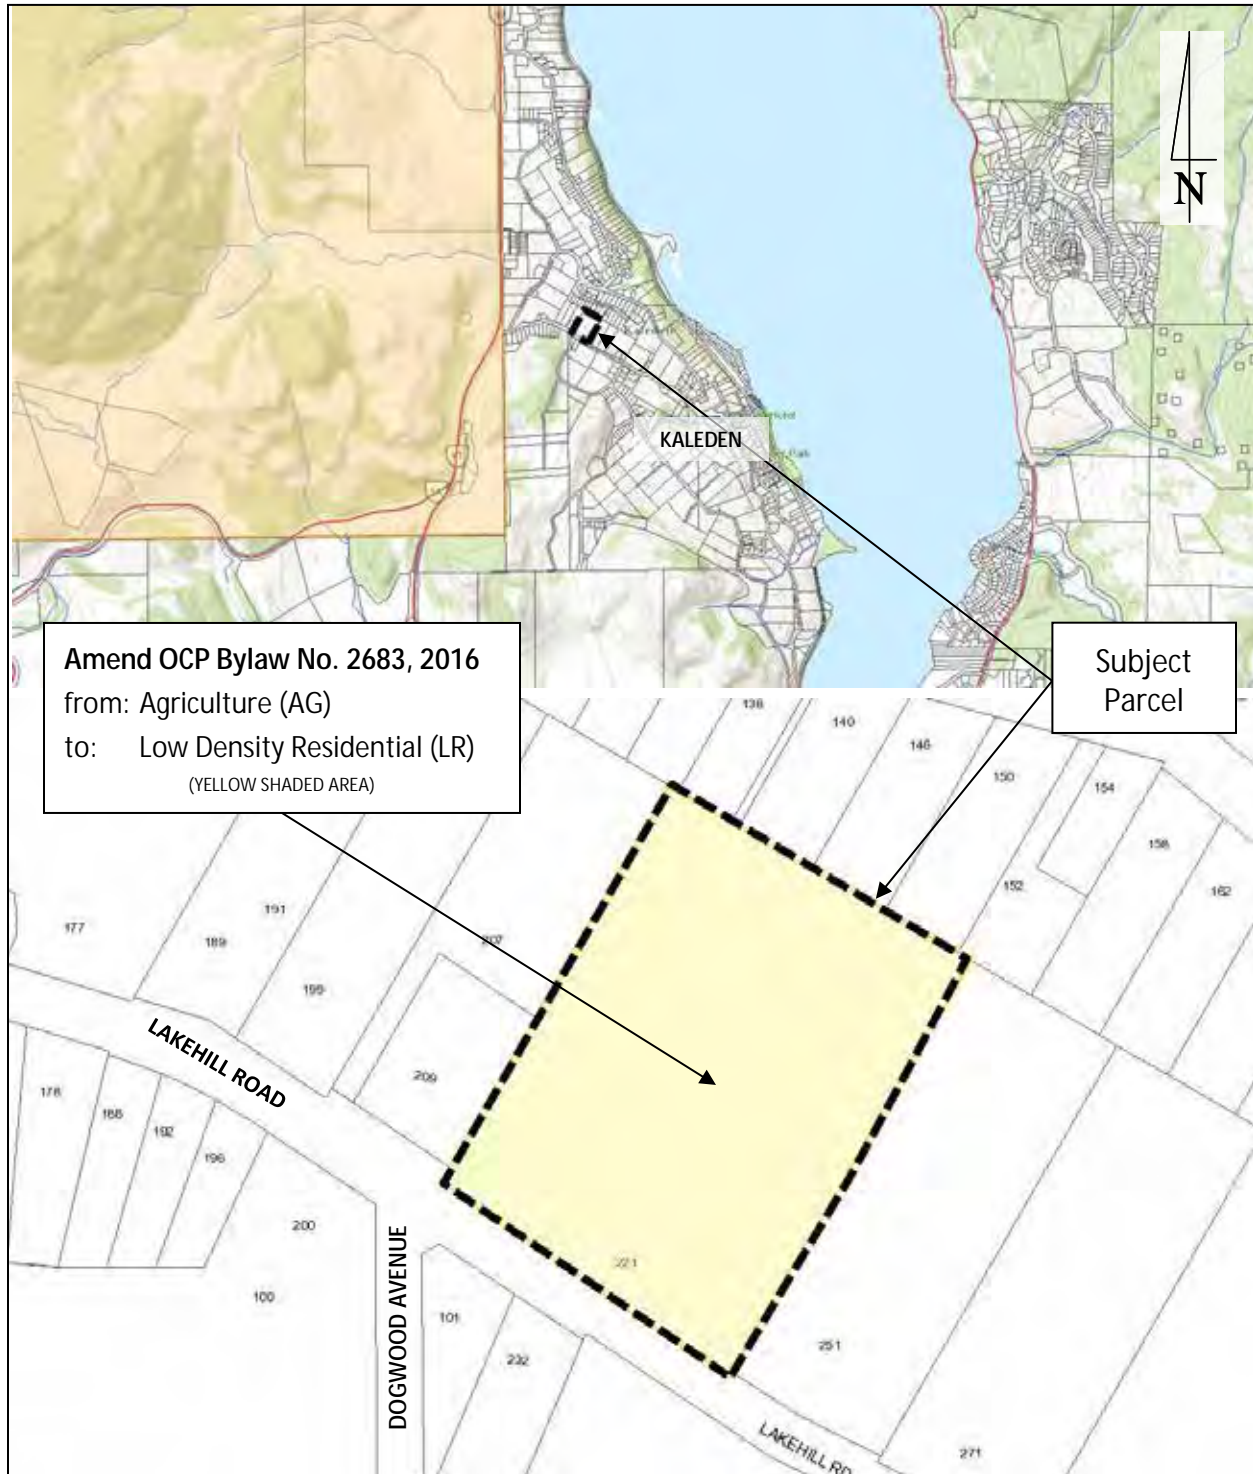 N
KALEDEN
Amend OCP Bylaw No. 2683, 2016
from: Agriculture (AG)
to: Low Density Residential (LR)
(YELLOW SHADED AREA)
Subject
Parcel
138
140
146
150
154
158
162
152
177
189
191
199
207
209
LAKEHILL ROAD
178
188
192
196
200
100
DOGWOOD AVENUE
101
232
221
251
271
LAKEHILL RD